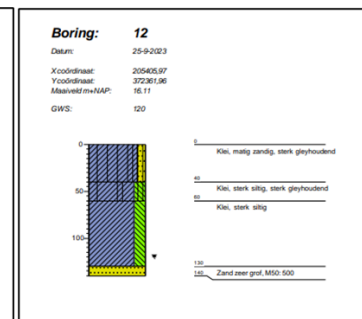 Boring: 12
Datum: 25-9-2023
Xcoördinaat: 205405,97
Ycoördinaat: 372361,96
Maaiveld m+NAP: 16.11
GWS: 120
0
50
100
0
Klei, matig zandig, sterk gleyhoudend
40
Klei, sterk siltig, sterk gleyhoudend
60
Klei, sterk siltig
130
Zand zeer grof, M50: 500
140